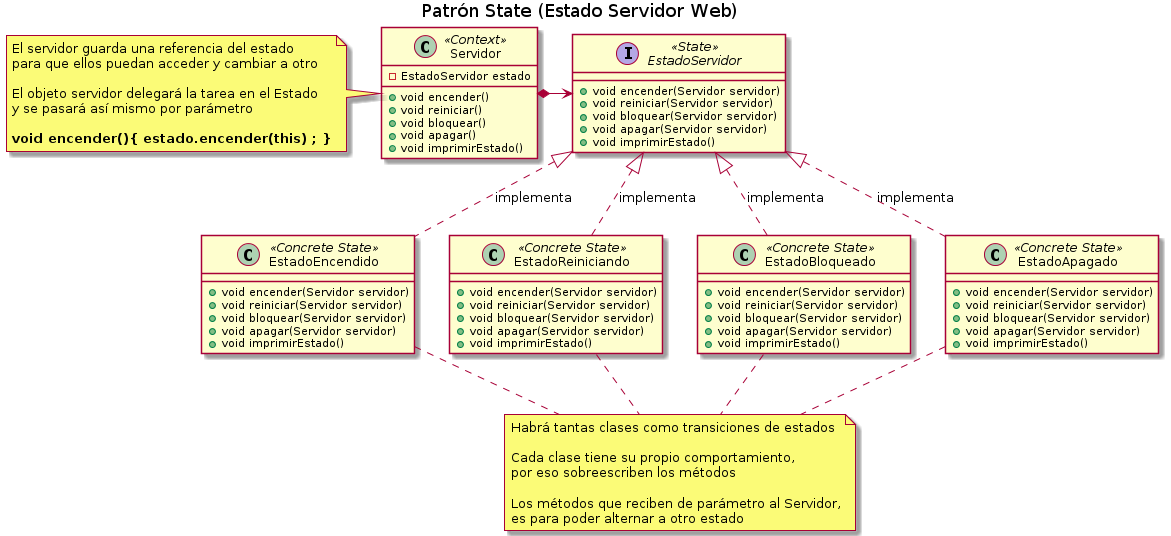 Patrón State (Estado Servidor Web)
El servidor guarda una referencia del estado
para que ellos puedan acceder y cambiar a otro
El objeto servidor delegará la tarea en el Estado
y se pasará así mismo por parámetro
void encender(){ estado.encender(this) ; }
C
«Context»
Servidor
EstadoServidor estado
void encender()
void reiniciar()
void bloquear()
void apagar()
void imprimirEstado()
I
«State»
EstadoServidor
void encender(Servidor servidor)
void reiniciar(Servidor servidor)
void bloquear(Servidor servidor)
void apagar(Servidor servidor)
void imprimirEstado()
implementa
implementa
implementa
implementa
C
«Concrete State»
EstadoEncendido
void encender(Servidor servidor)
void reiniciar(Servidor servidor)
void bloquear(Servidor servidor)
void apagar(Servidor servidor)
void imprimirEstado()
C
«Concrete State»
EstadoReiniciando
void encender(Servidor servidor)
void reiniciar(Servidor servidor)
void bloquear(Servidor servidor)
void apagar(Servidor servidor)
void imprimirEstado()
C
«Concrete State»
EstadoBloqueado
void encender(Servidor servidor)
void reiniciar(Servidor servidor)
void bloquear(Servidor servidor)
void apagar(Servidor servidor)
void imprimirEstado()
C
«Concrete State»
EstadoApagado
void encender(Servidor servidor)
void reiniciar(Servidor servidor)
void bloquear(Servidor servidor)
void apagar(Servidor servidor)
void imprimirEstado()
Habrá tantas clases como transiciones de estados
Cada clase tiene su propio comportamiento,
por eso sobreescriben los métodos
Los métodos que reciben de parámetro al Servidor,
es para poder alternar a otro estado